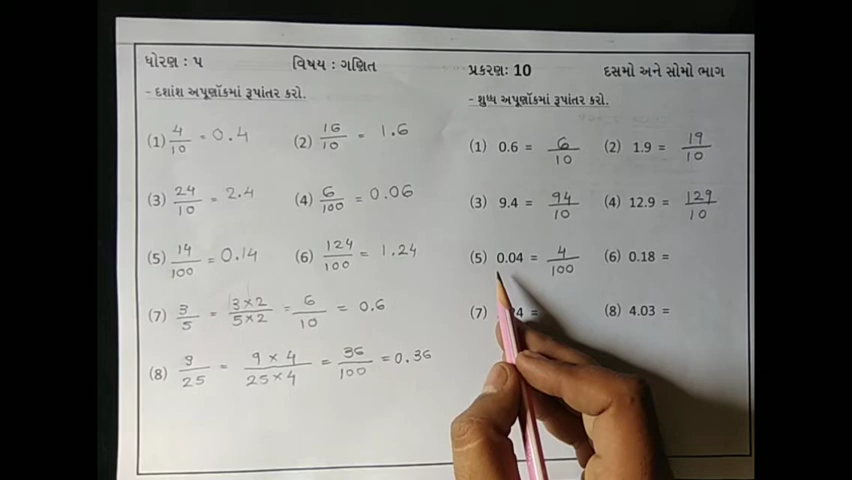 ધોરણ : ૫ વિષય : ગણિત પ્રકરણ: 10 દસમો અને સોમો ભાગ
- દશાંશ અપૂર્ણાંકમાં રૂપાંતર કરો.
(1) 4/10 = 0.4 (2) 16/10 = 1.6
(3) 24/10 = 2.4 (4) 6/100 = 0.06
(5) 14/100 = 0.14 (6) 124/100 = 1.24
(7) 3/5 = 3×2/5×2 = 6/10 = 0.6
(8) 9/25 = 9×4/25×4 = 36/100 = 0.36
- શુદ્ધ અપૂર્ણાંકમાં રૂપાંતર કરો.
(1) 0.6 = 6/10 (2) 1.9 = 19/10
(3) 9.4 = 94/10 (4) 12.9 = 129/10
(5) 0.04 = 4/100 (6) 0.18 =
(7) 4 = (8) 4.03 =